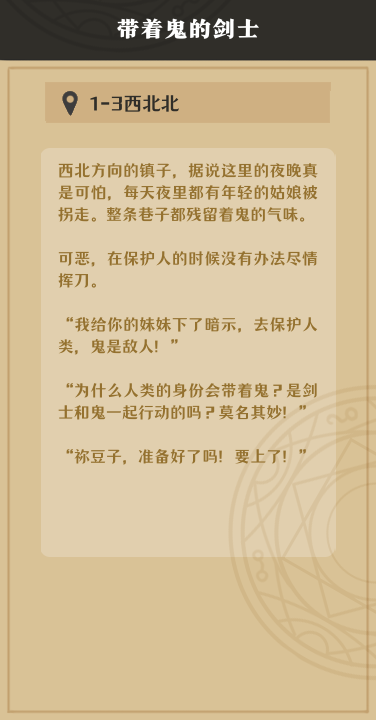 带着鬼的剑士
1-3西北北
西北方向的镇子，据说这里的夜晚真
是可怕，每天夜里都有年轻的姑娘被
拐走。整条巷子都残留着鬼的气味。
可恶，在保护人的时候没有办法尽情
挥刀。
“我给你的妹妹下了暗示，去保护人
类，鬼是敌人！”
“为什么人类的身份会带着鬼？是剑
士和鬼一起行动的吗？莫名其妙！”
“祢豆子，准备好了吗！要上了！”